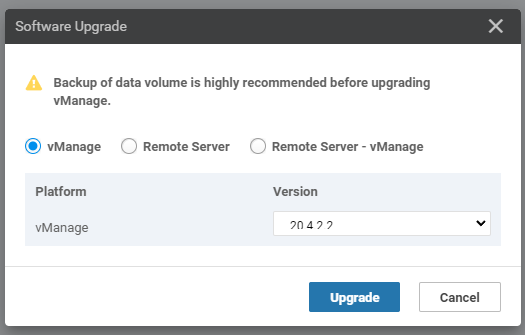 Software Upgrade
Backup of data volume is highly recommended before upgrading
vManage.
vManage Remote Server Remote Server - vManage
Platform Version
vManage 20.4.2.2
Upgrade Cancel